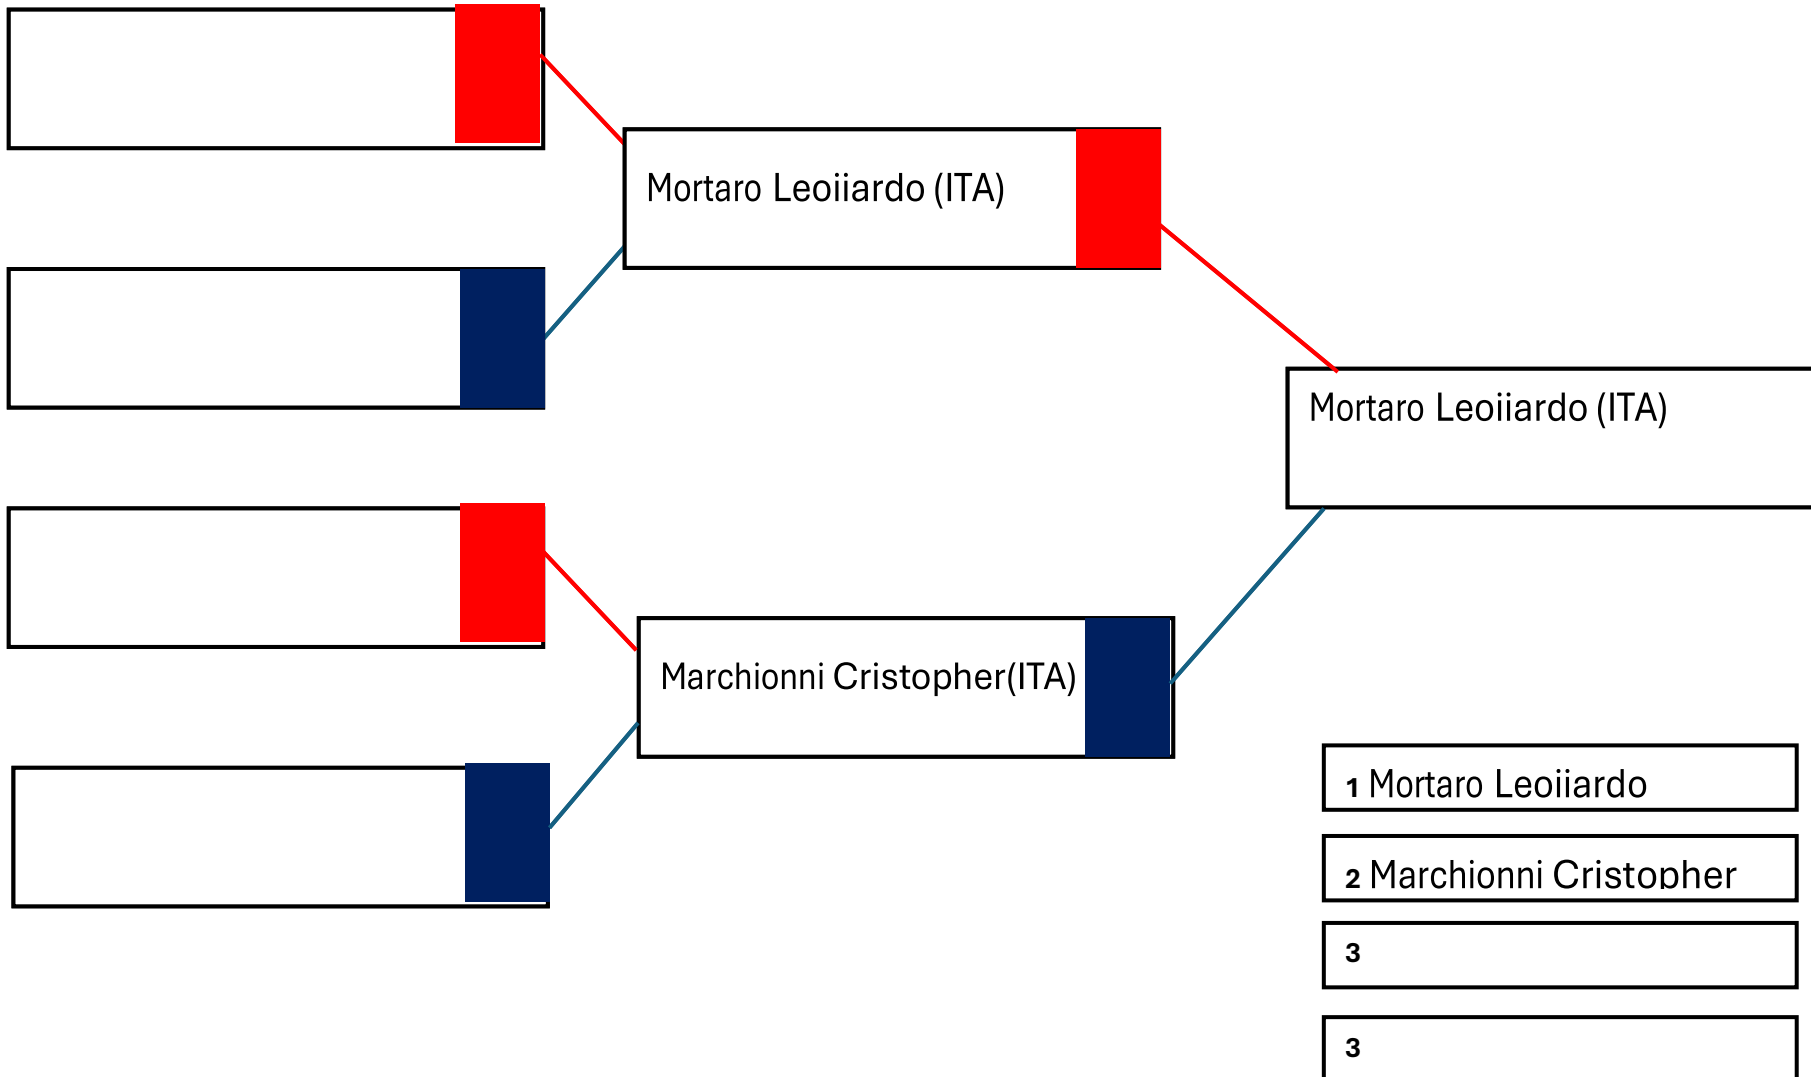 Mortaro Leoiiardo (ITA)
Mortaro Leoiiardo (ITA)
Marchionni Cristopher(ITA)
1 Mortaro Leoiiardo
2 Marchionni Cristopher
3
3